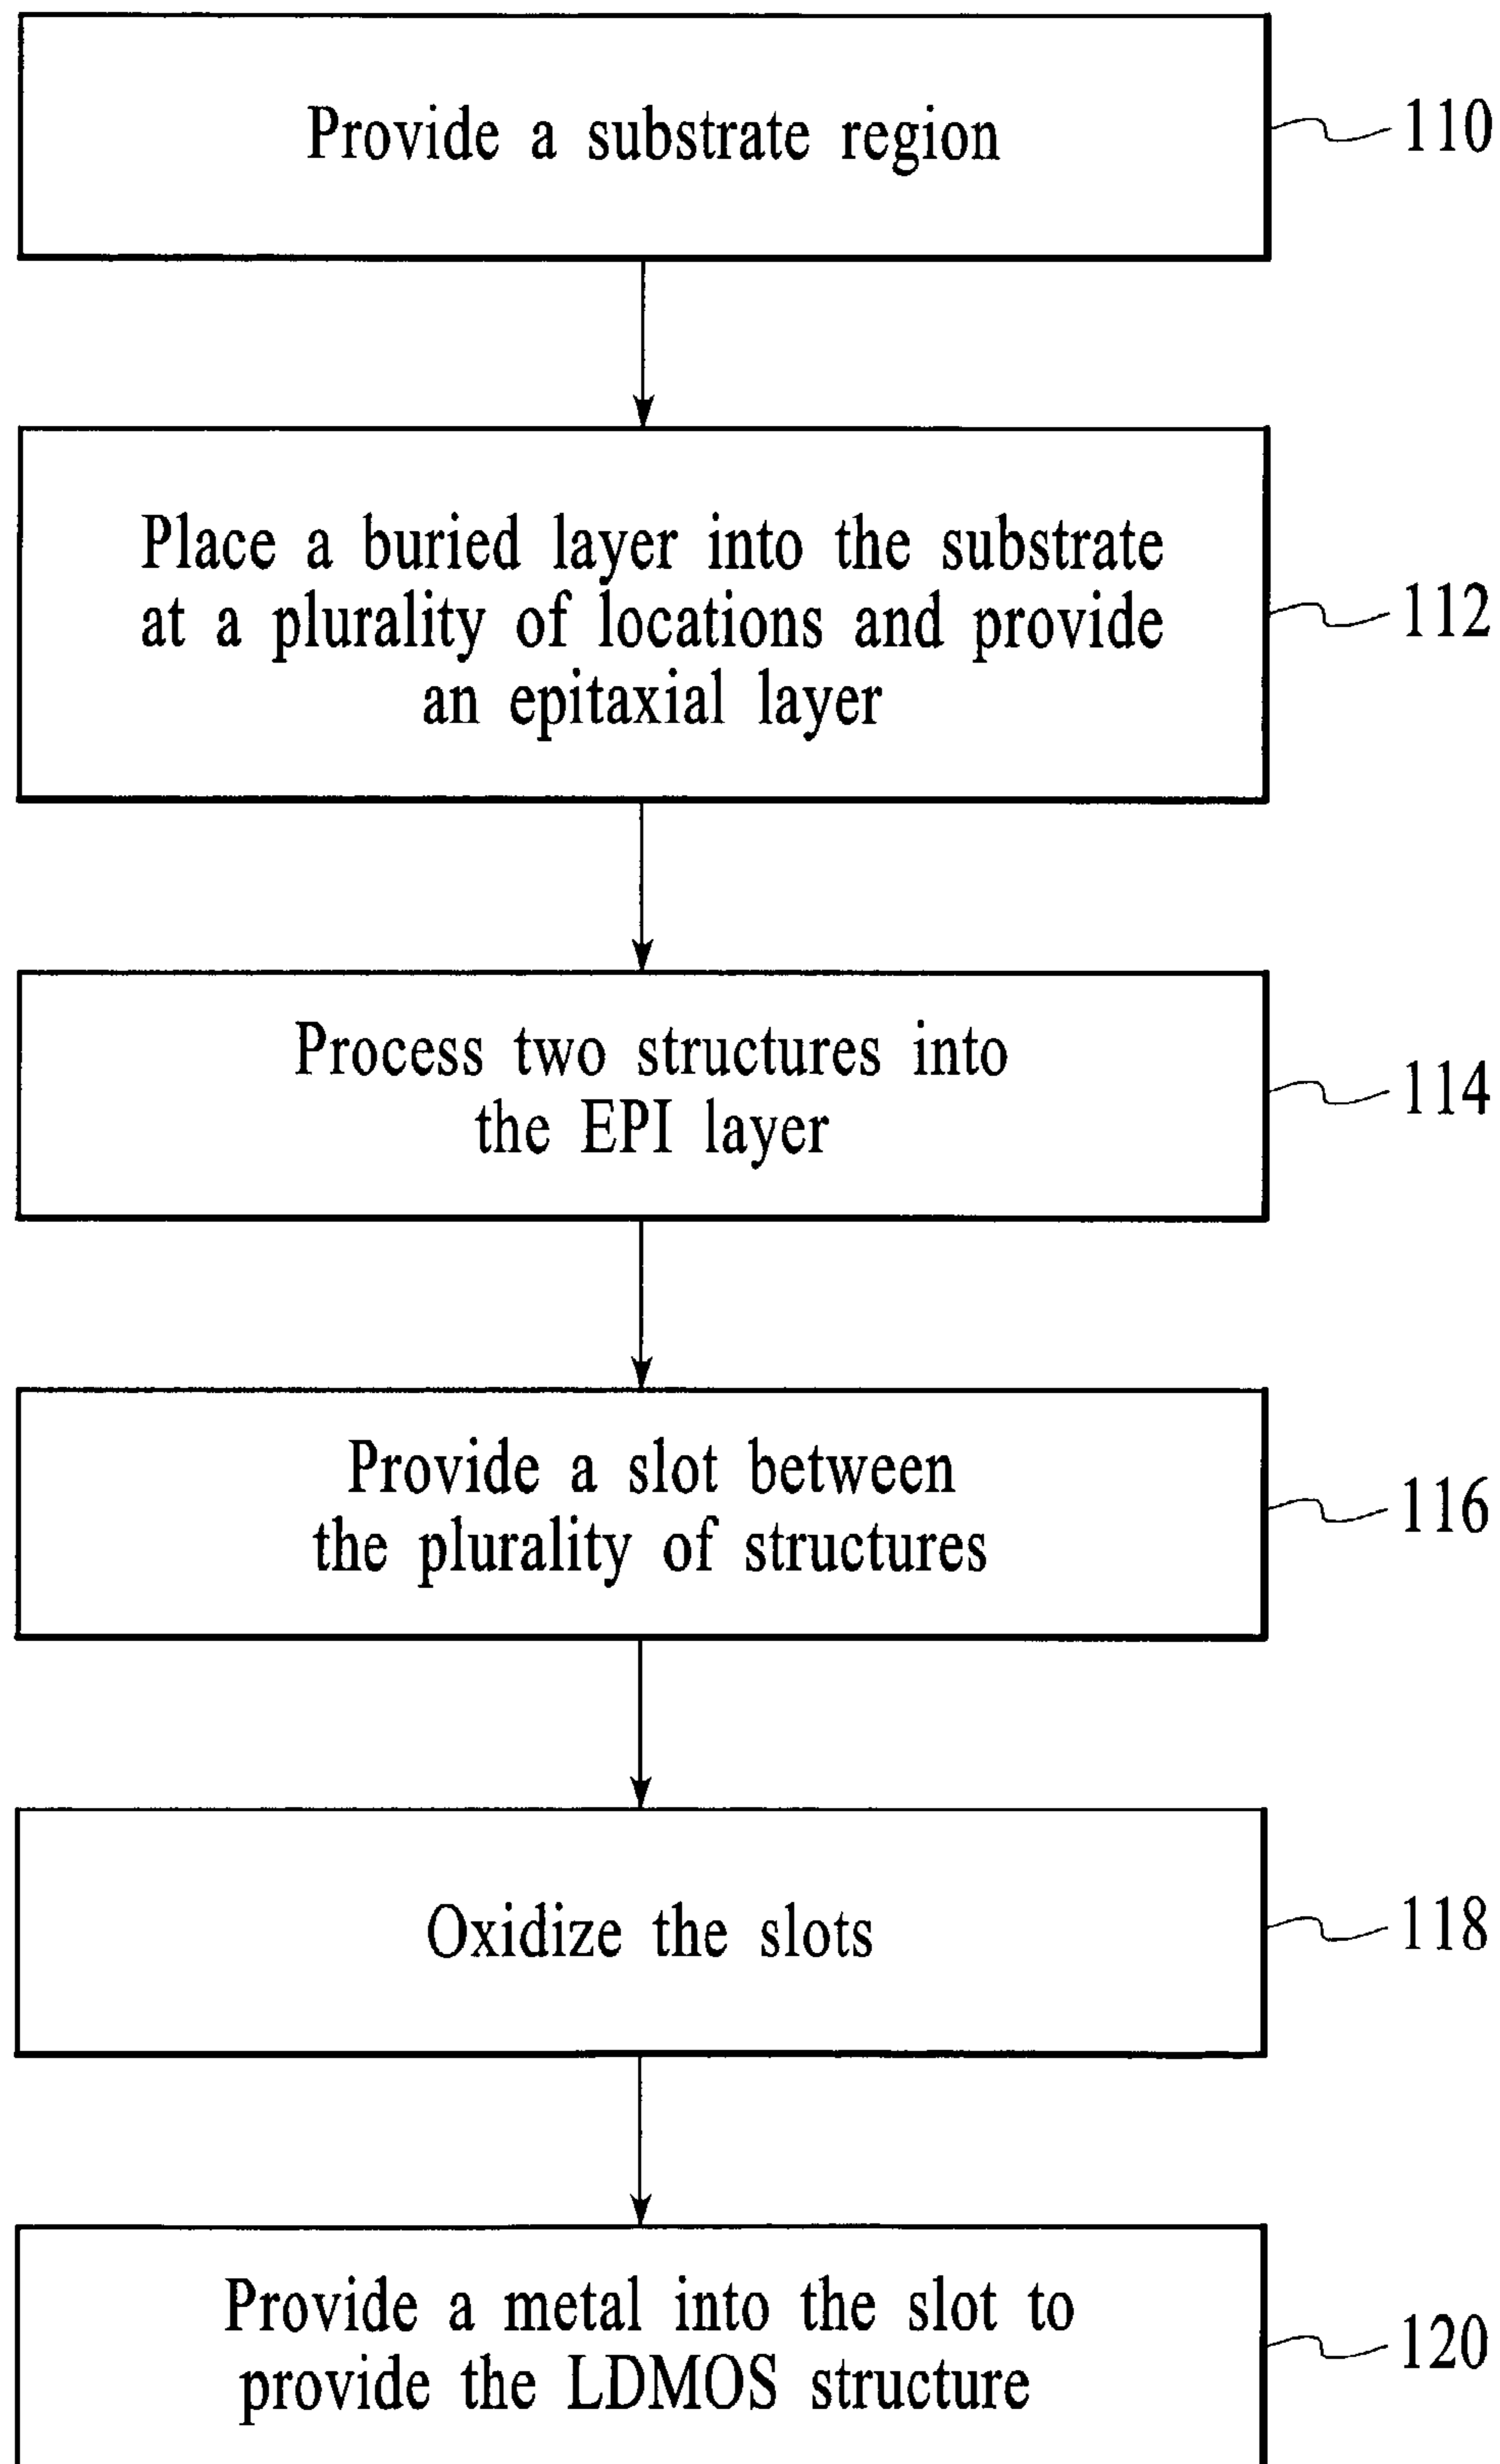 Provide a substrate region
110
Place a buried layer into the substrate
at a plurality of locations and provide
an epitaxial layer
112
Process two structures into
the EPI layer
114
Provide a slot between
the plurality of structures
116
Oxidize the slots
118
Provide a metal into the slot to
provide the LDMOS structure
120